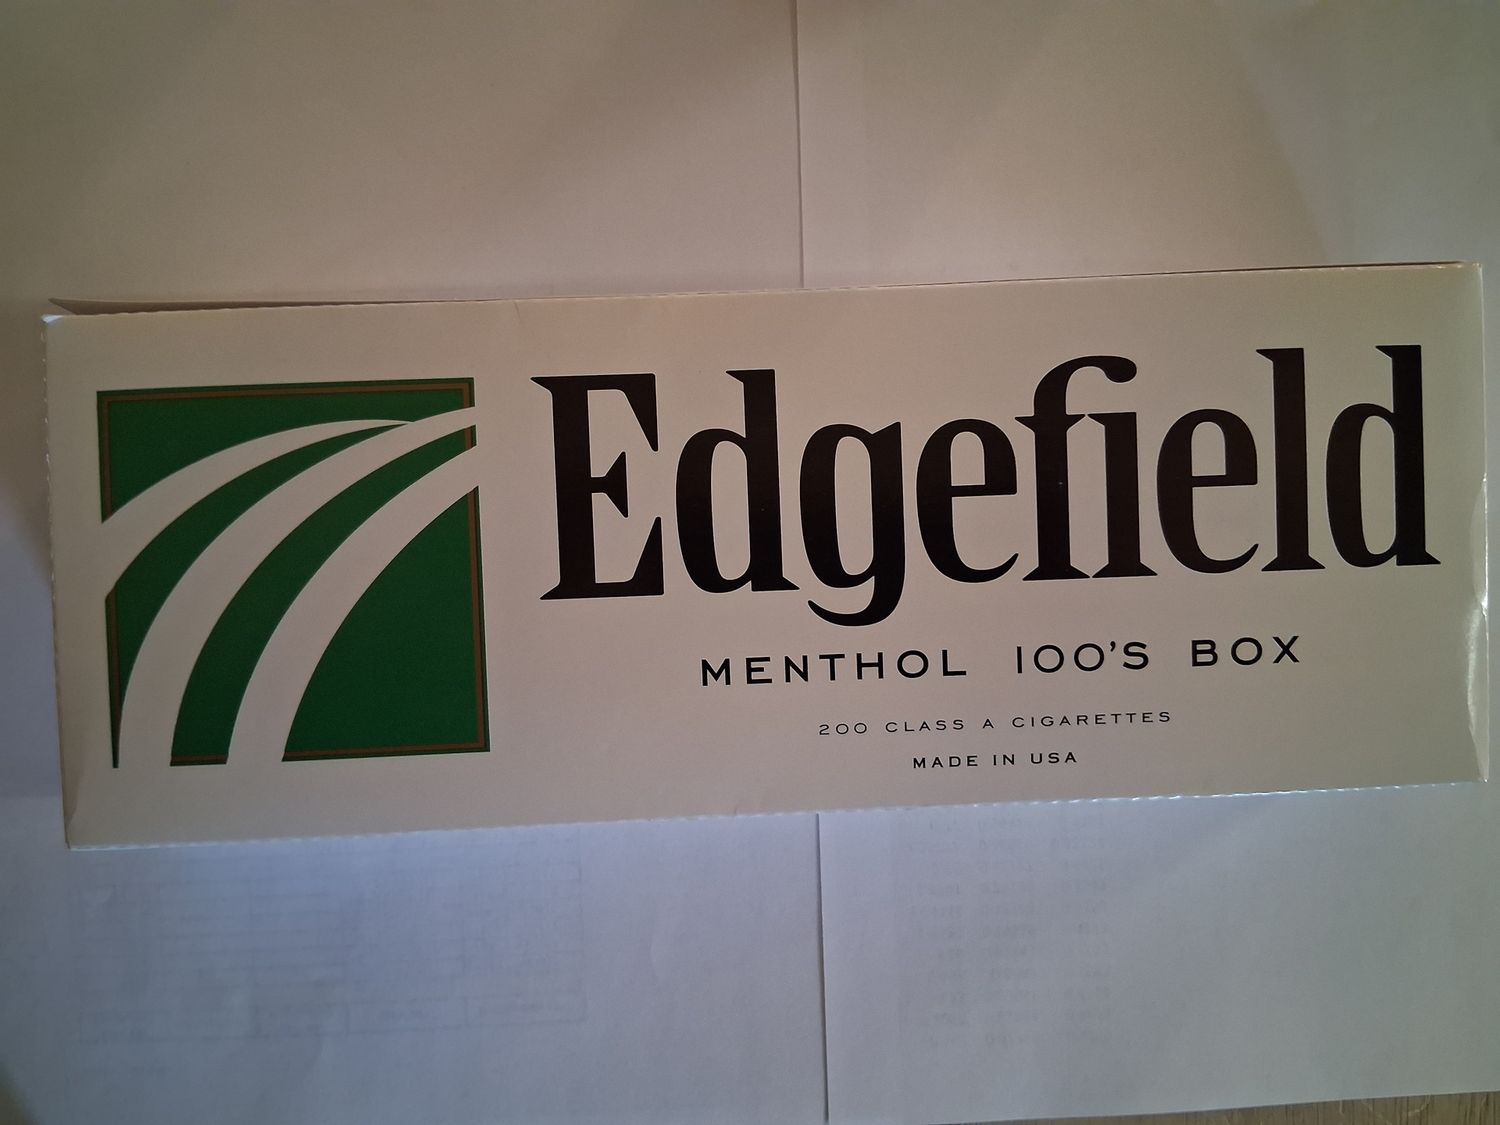 Edgefield
MENTHOL 100'S BOX
200 CLASS A CIGARETTES
MADE IN USA